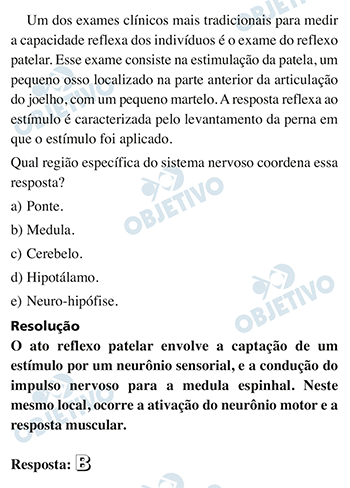 Um dos exames clínicos mais tradicionais para medir
a capacidade reflexa dos indivíduos é o exame do reflexo
patelar. Esse exame consiste na estimulação da patela, um
pequeno osso localizado na parte anterior da articulação
do joelho, com um pequeno martelo. A resposta reflexa ao
estímulo é caracterizada pelo levantamento da perna em
que o estímulo foi aplicado.
Qual região específica do sistema nervoso coordena essa
resposta?
a) Ponte.
b) Medula.
c) Cerebelo.
d) Hipotálamo.
e) Neuro-hipófise.
Resolução
O ato reflexo patelar envolve a captação de um
estímulo por um neurônio sensorial, e a condução do
impulso nervoso para a medula espinhal. Neste
mesmo local, ocorre a ativação do neurônio motor e a
resposta muscular.
Resposta: B
OBJETIVO
OBJETIVO
OBJETIVO
OBJETIVO
OBJETIVO